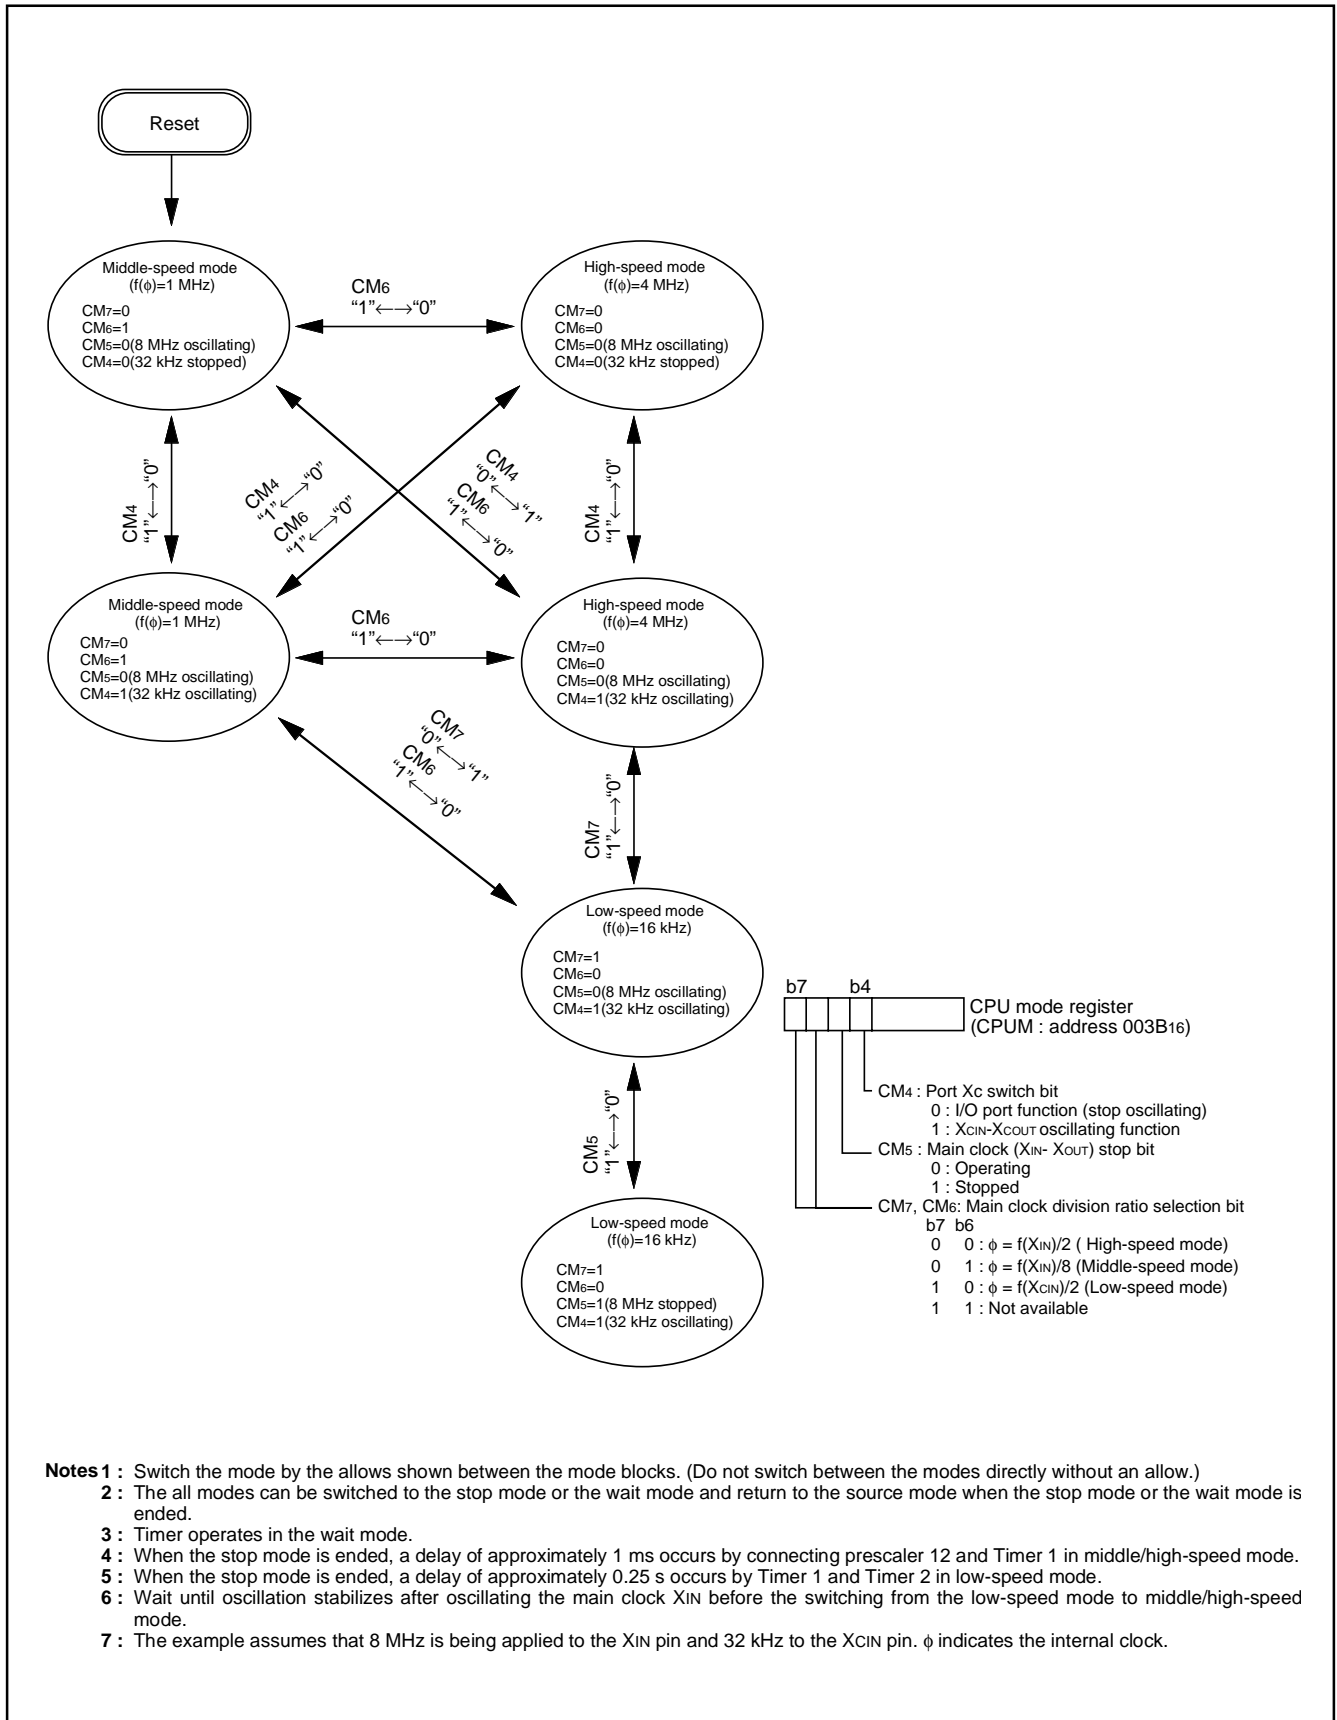 Reset
Middle-speed mode
(f(ϕ)=1 MHz)
CM7=0
CM6=1
CM5=0(8 MHz oscillating)
CM4=0(32 kHz stopped)
CM6
“1”←→“0”
High-speed mode
(f(ϕ)=4 MHz)
CM7=0
CM6=0
CM5=0(8 MHz oscillating)
CM4=0(32 kHz stopped)
CM4
“1”←→“0”
CM4
“1”←→“0”
CM6
“1”←→“0”
CM4
“0”←→“1”
CM6
“1”←→“0”
CM4
“1”←→“0”
Middle-speed mode
(f(ϕ)=1 MHz)
CM7=0
CM6=1
CM5=0(8 MHz oscillating)
CM4=1(32 kHz oscillating)
CM6
“1”←→“0”
High-speed mode
(f(ϕ)=4 MHz)
CM7=0
CM6=0
CM5=0(8 MHz oscillating)
CM4=1(32 kHz oscillating)
CM7
“0”←→“1”
CM6
“1”←→“0”
CM7
“1”←→“0”
Low-speed mode
(f(ϕ)=16 kHz)
CM7=1
CM6=0
CM5=0(8 MHz oscillating)
CM4=1(32 kHz oscillating)
CM5
“1”←→“0”
Low-speed mode
(f(ϕ)=16 kHz)
CM7=1
CM6=0
CM5=1(8 MHz stopped)
CM4=1(32 kHz oscillating)
b7 b4
CPU mode register
(CPUM : address 003B16)
CM4 : Port Xc switch bit
0 : I/O port function (stop oscillating)
1 : XCIN-XCOUT oscillating function
CM5 : Main clock (XIN- XOUT) stop bit
0 : Operating
1 : Stopped
CM7, CM6: Main clock division ratio selection bit
b7 b6
0 0 : ϕ = f(XIN)/2 ( High-speed mode)
0 1 : ϕ = f(XIN)/8 (Middle-speed mode)
1 0 : ϕ = f(XCIN)/2 (Low-speed mode)
1 1 : Not available
Notes 1 : Switch the mode by the allows shown between the mode blocks. (Do not switch between the modes directly without an allow.)
2 : The all modes can be switched to the stop mode or the wait mode and return to the source mode when the stop mode or the wait mode is
ended.
3 : Timer operates in the wait mode.
4 : When the stop mode is ended, a delay of approximately 1 ms occurs by connecting prescaler 12 and Timer 1 in middle/high-speed mode.
5 : When the stop mode is ended, a delay of approximately 0.25 s occurs by Timer 1 and Timer 2 in low-speed mode.
6 : Wait until oscillation stabilizes after oscillating the main clock XIN before the switching from the low-speed mode to middle/high-speed
mode.
7 : The example assumes that 8 MHz is being applied to the XIN pin and 32 kHz to the XCIN pin. ϕ indicates the internal clock.